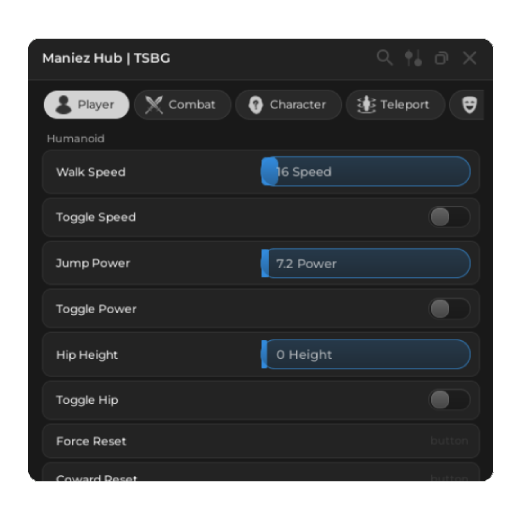 Maniez Hub | TSBG
Player Combat Character Teleport
Humanoid
Walk Speed 16 Speed
Toggle Speed
Jump Power 7.2 Power
Toggle Power
Hip Height 0 Height
Toggle Hip
Force Reset button
Coward Reset button